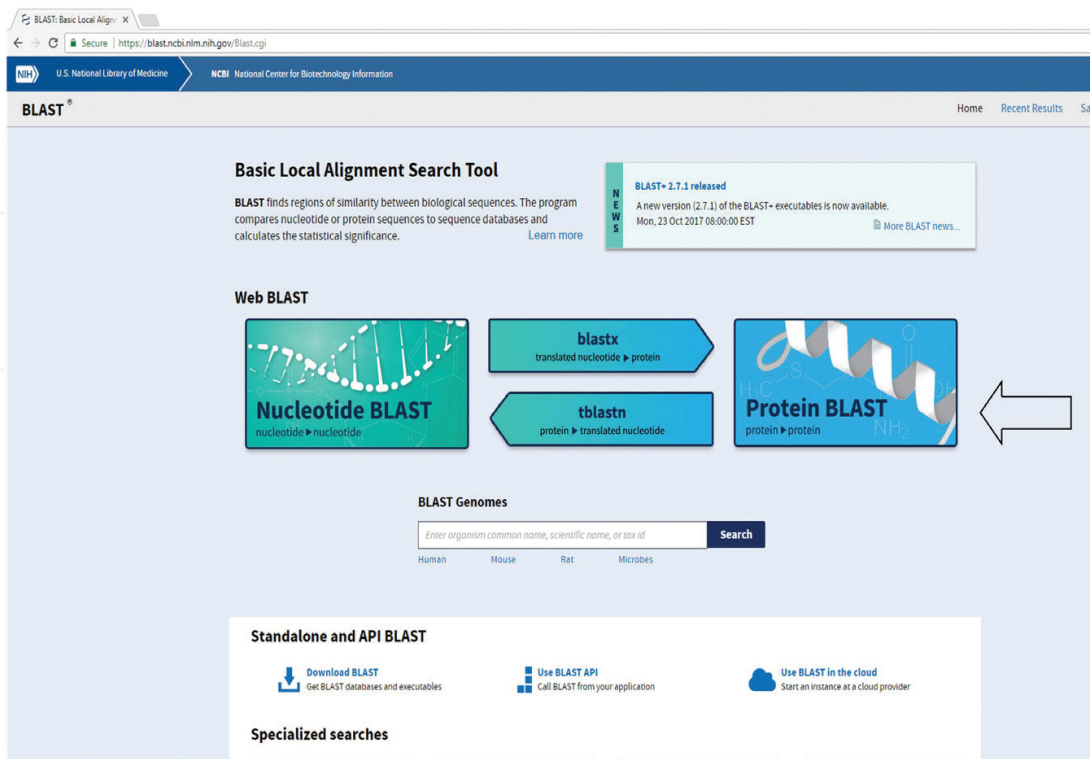 BLAST: Basic Local Align
Secure | https://blast.ncbi.nlm.nih.gov/Blast.cgi
NIH U.S. National Library of Medicine NCBI National Center for Biotechnology Information
BLAST ® Home Recent Results Sa
Basic Local Alignment Search Tool
BLAST finds regions of similarity between biological sequences. The program
compares nucleotide or protein sequences to sequence databases and
calculates the statistical significance. Learn more
NEWS
BLAST+ 2.7.1 released
A new version (2.7.1) of the BLAST+ executables is now available.
Mon, 23 Oct 2017 08:00:00 EST
More BLAST news...
Web BLAST
Nucleotide BLAST
nucleotide ▶ nucleotide
blastx
translated nucleotide ▶ protein
tblastn
protein ▶ translated nucleotide
H₃C S O OH
Protein BLAST
protein ▶ protein NH₂
BLAST Genomes
Enter organism common name, scientific name, or tax id Search
Human Mouse Rat Microbes
Standalone and API BLAST
Download BLAST
Get BLAST databases and executables
Use BLAST API
Call BLAST from your application
Use BLAST in the cloud
Start an instance at a cloud provider
Specialized searches